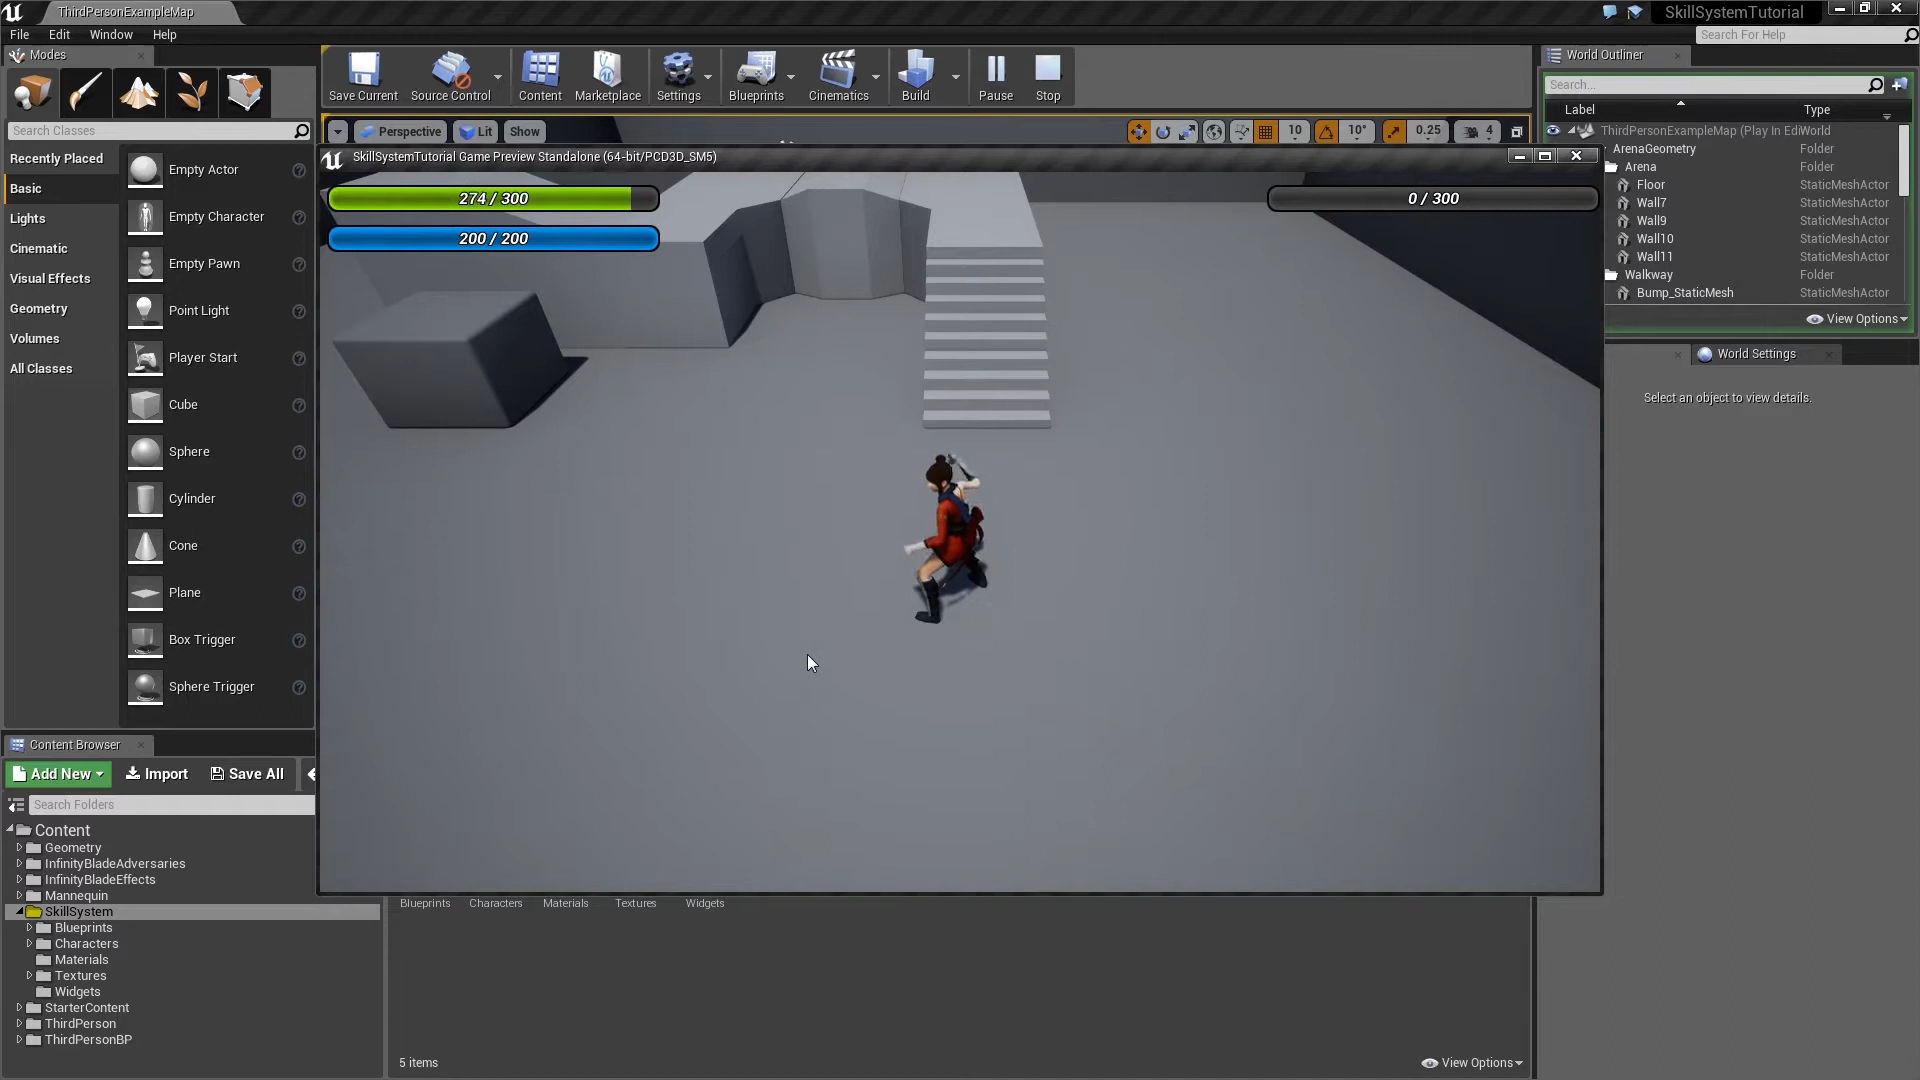 ThirdPersonExampleMap
SkillSystemTutorial
File Edit Window Help
Search For Help
Modes
Save Current
Source Control
Content
Marketplace
Settings
Blueprints
Cinematics
Build
Pause
Stop
World Outliner
Search...
Label Type
Search Classes
Perspective
Lit
Show
10
10°
0.25
4
ThirdPersonExampleMap (Play In Edi World
ArenaGeometry Folder
Arena Folder
Floor StaticMeshActor
Wall7 StaticMeshActor
Wall9 StaticMeshActor
Wall10 StaticMeshActor
Wall11 StaticMeshActor
Walkway Folder
Bump_StaticMesh StaticMeshActor
View Options
World Settings
Select an object to view details.
SkillSystemTutorial Game Preview Standalone (64-bit/PCD3D_SM5)
274 / 300
0 / 300
200 / 200
Recently Placed
Basic
Lights
Cinematic
Visual Effects
Geometry
Volumes
All Classes
Empty Actor
Empty Character
Empty Pawn
Point Light
Player Start
Cube
Sphere
Cylinder
Cone
Plane
Box Trigger
Sphere Trigger
Content Browser
Add New
Import
Save All
Search Folders
Content
Geometry
InfinityBladeAdversaries
InfinityBladeEffects
Mannequin
SkillSystem
Blueprints
Characters
Materials
Textures
Widgets
StarterContent
ThirdPerson
ThirdPersonBP
Blueprints Characters Materials Textures Widgets
5 items
View Options